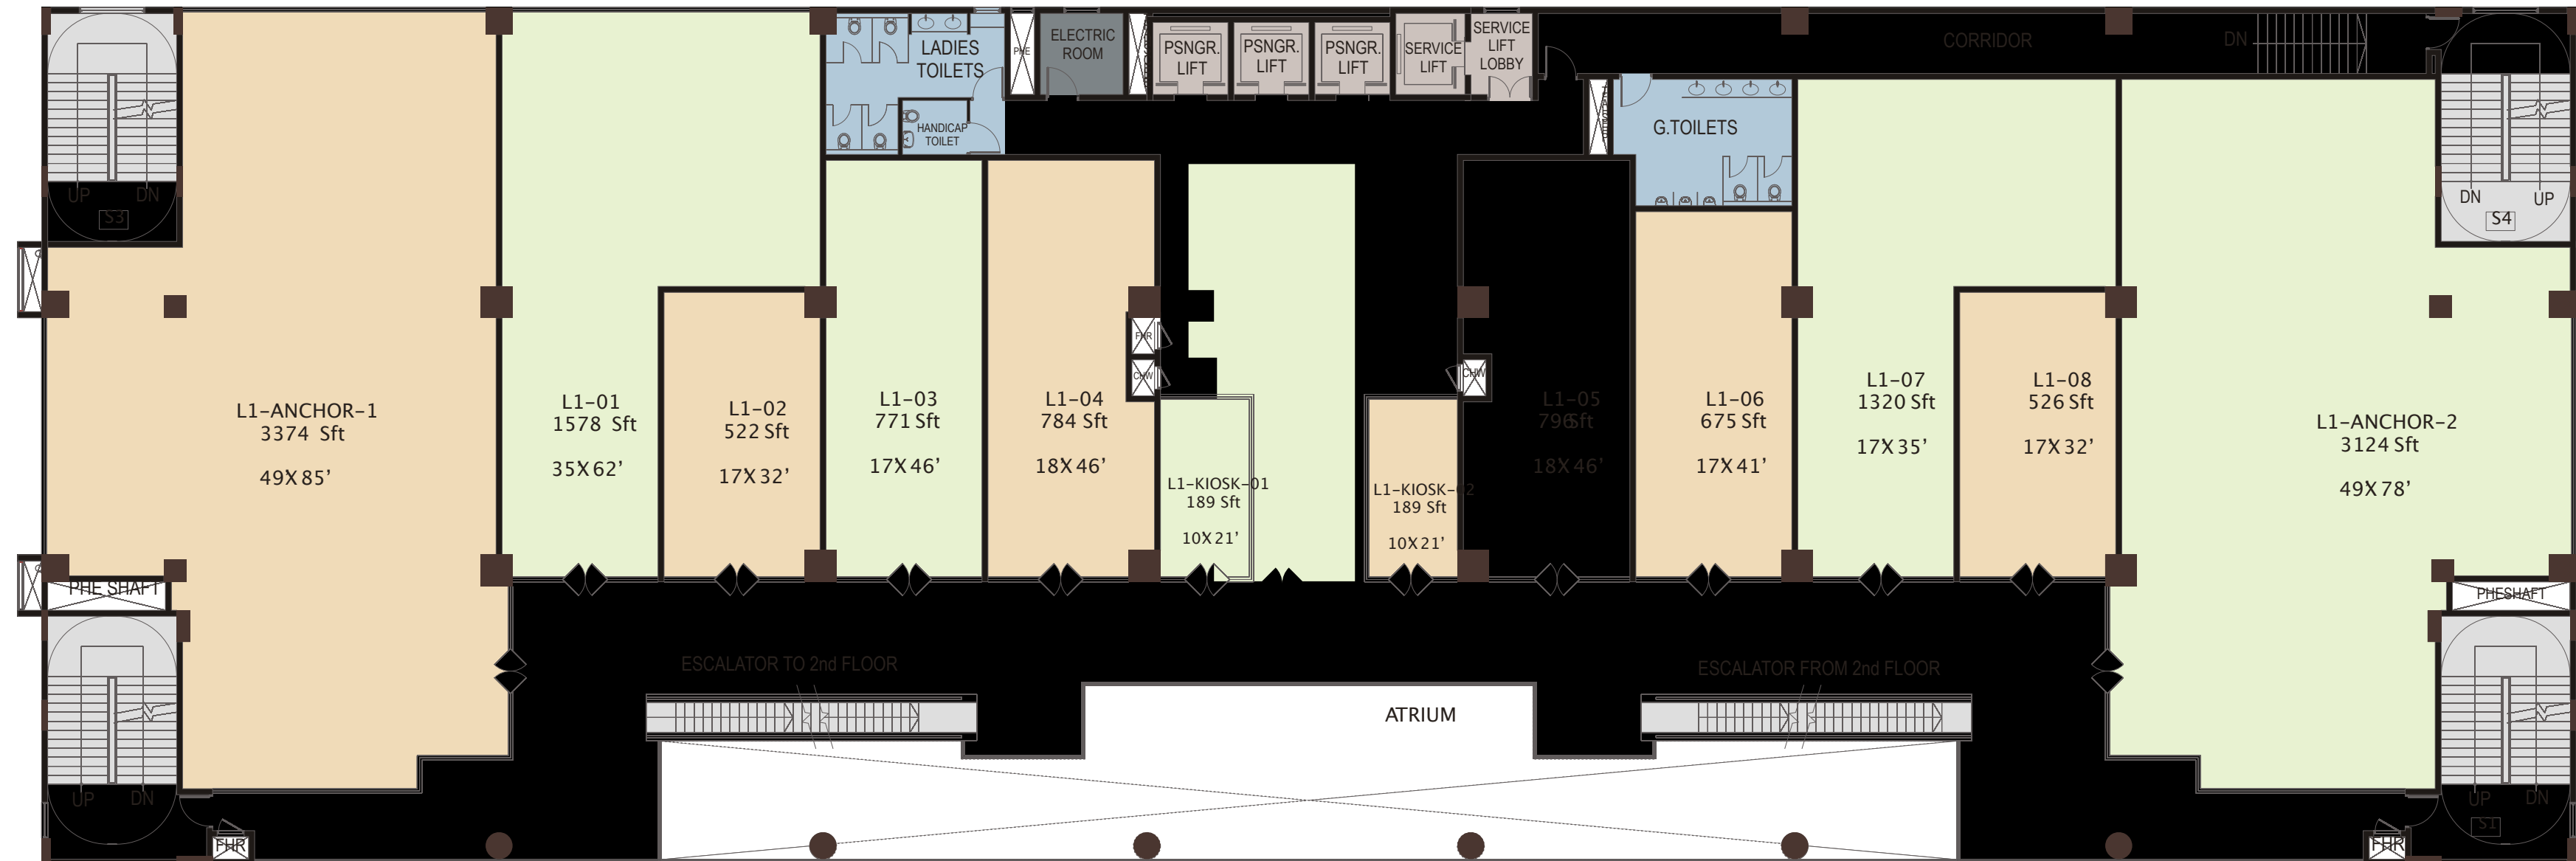 LADIES
TOILETS
HANDICAP
TOILET
PHE
ELECTRIC
ROOM
PSNGR.
LIFT
PSNGR.
LIFT
PSNGR.
LIFT
SERVICE
LIFT
SERVICE
LIFT
LOBBY
CORRIDOR
DN
G.TOILETS
UP
DN
S3
DN
UP
S4
FHR
CHW
CHW
L1-ANCHOR-1
3374 Sft
49X85'
L1-01
1578 Sft
35X62'
L1-02
522 Sft
17X32'
L1-03
771 Sft
17X46'
L1-04
784 Sft
18X46'
L1-KIOSK-01
189 Sft
10X21'
L1-KIOSK-02
189 Sft
10X21'
L1-05
796Sft
18X46'
L1-06
675 Sft
17X41'
L1-07
1320 Sft
17X35'
L1-08
526 Sft
17X32'
L1-ANCHOR-2
3124 Sft
49X78'
PHE SHAFT
PHESHAFT
ESCALATOR TO 2nd FLOOR
ESCALATOR FROM 2nd FLOOR
ATRIUM
UP
DN
UP
DN
S1
FHR
FHR